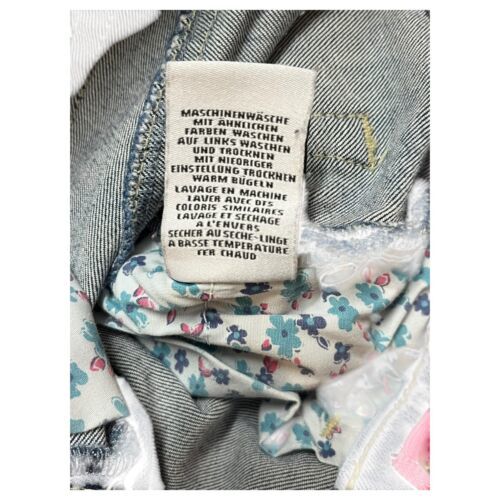 MASCHINENWÄSCHE
MIT ÄHNLICHEN
FARBEN WASCHEN
AUF LINKS WASCHEN
UND TROCKNEN
MIT NIEDRIGER
EINSTELLUNG TROCKNEN
WARM BÜGELN
LAVAGE EN MACHINE
LAVER AVEC DES
COLORIS SIMILAIRES
LAVAGE ET SECHAGE
A L'ENVERS
SECHER AU SECHE-LINGE
A BASSE TEMPERATURE
FER CHAUD